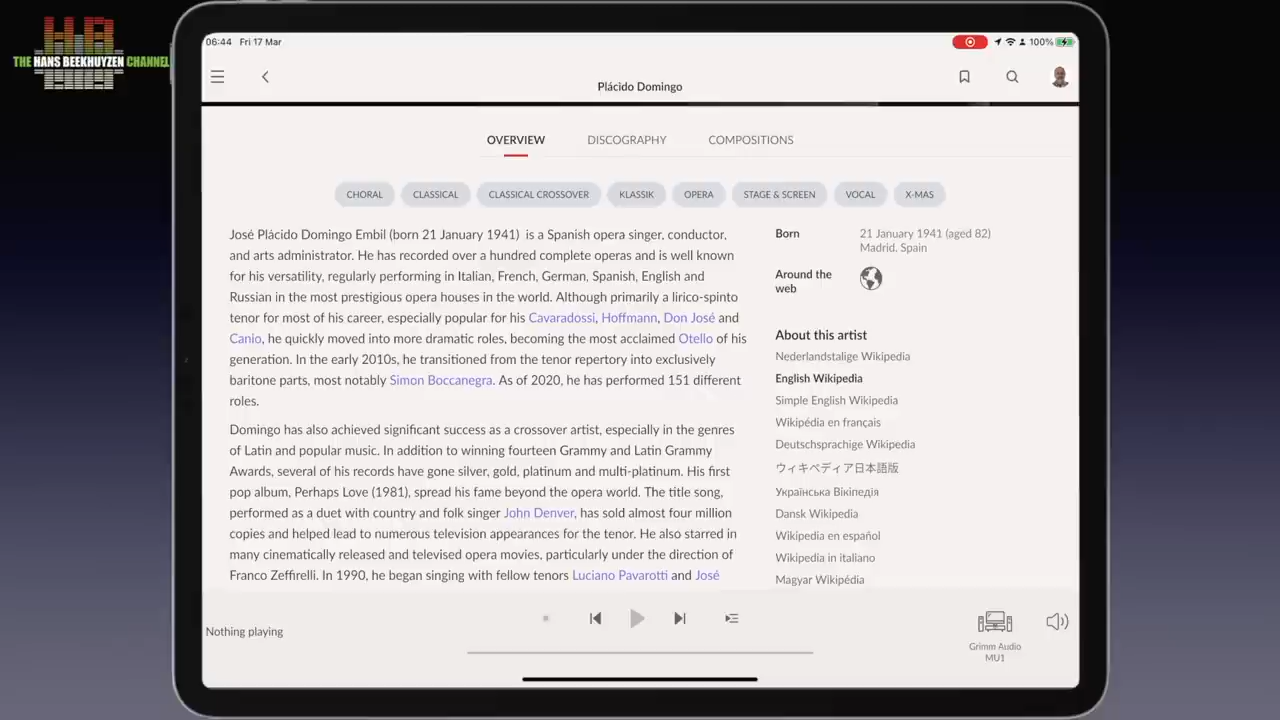 THE HANS BEEKHUYZEN CHANNEL
06:44 Fri 17 Mar
100%
Plácido Domingo
OVERVIEW DISCOGRAPHY COMPOSITIONS
CHORAL CLASSICAL CLASSICAL CROSSOVER KLASSIK OPERA STAGE & SCREEN VOCAL X-MAS
José Plácido Domingo Embil (born 21 January 1941) is a Spanish opera singer, conductor,
and arts administrator. He has recorded over a hundred complete operas and is well known
for his versatility, regularly performing in Italian, French, German, Spanish, English and
Russian in the most prestigious opera houses in the world. Although primarily a lirico-spinto
tenor for most of his career, especially popular for his Cavaradossi, Hoffmann, Don José and
Canio, he quickly moved into more dramatic roles, becoming the most acclaimed Otello of his
generation. In the early 2010s, he transitioned from the tenor repertory into exclusively
baritone parts, most notably Simon Boccanegra. As of 2020, he has performed 151 different
roles.
Domingo has also achieved significant success as a crossover artist, especially in the genres
of Latin and popular music. In addition to winning fourteen Grammy and Latin Grammy
Awards, several of his records have gone silver, gold, platinum and multi-platinum. His first
pop album, Perhaps Love (1981), spread his fame beyond the opera world. The title song,
performed as a duet with country and folk singer John Denver, has sold almost four million
copies and helped lead to numerous television appearances for the tenor. He also starred in
many cinematically released and televised opera movies, particularly under the direction of
Franco Zeffirelli. In 1990, he began singing with fellow tenors Luciano Pavarotti and José
Born 21 January 1941 (aged 82)
Madrid, Spain
Around the
web
About this artist
Nederlandstalige Wikipedia
English Wikipedia
Simple English Wikipedia
Wikipédia en français
Deutschsprachige Wikipedia
ウィキペディア日本語版
Українська Вікіпедія
Dansk Wikipedia
Wikipedia en español
Wikipedia in italiano
Magyar Wikipédia
Nothing playing
Grimm Audio
MU1